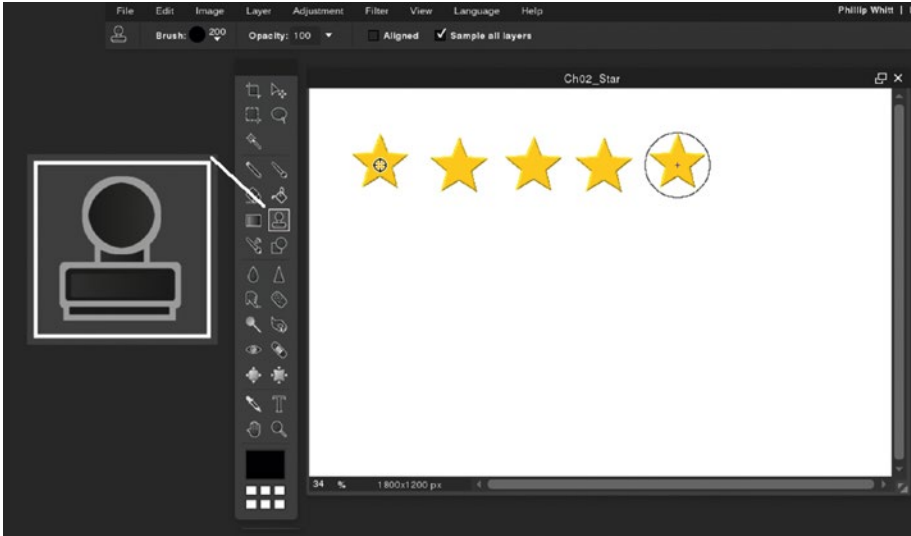 File Edit Image Layer Adjustment Filter View Language Help Phillip Whitt |
Brush: 200 Opacity: 100 Aligned Sample all layers
Ch02_Star
34 % 1800x1200 px